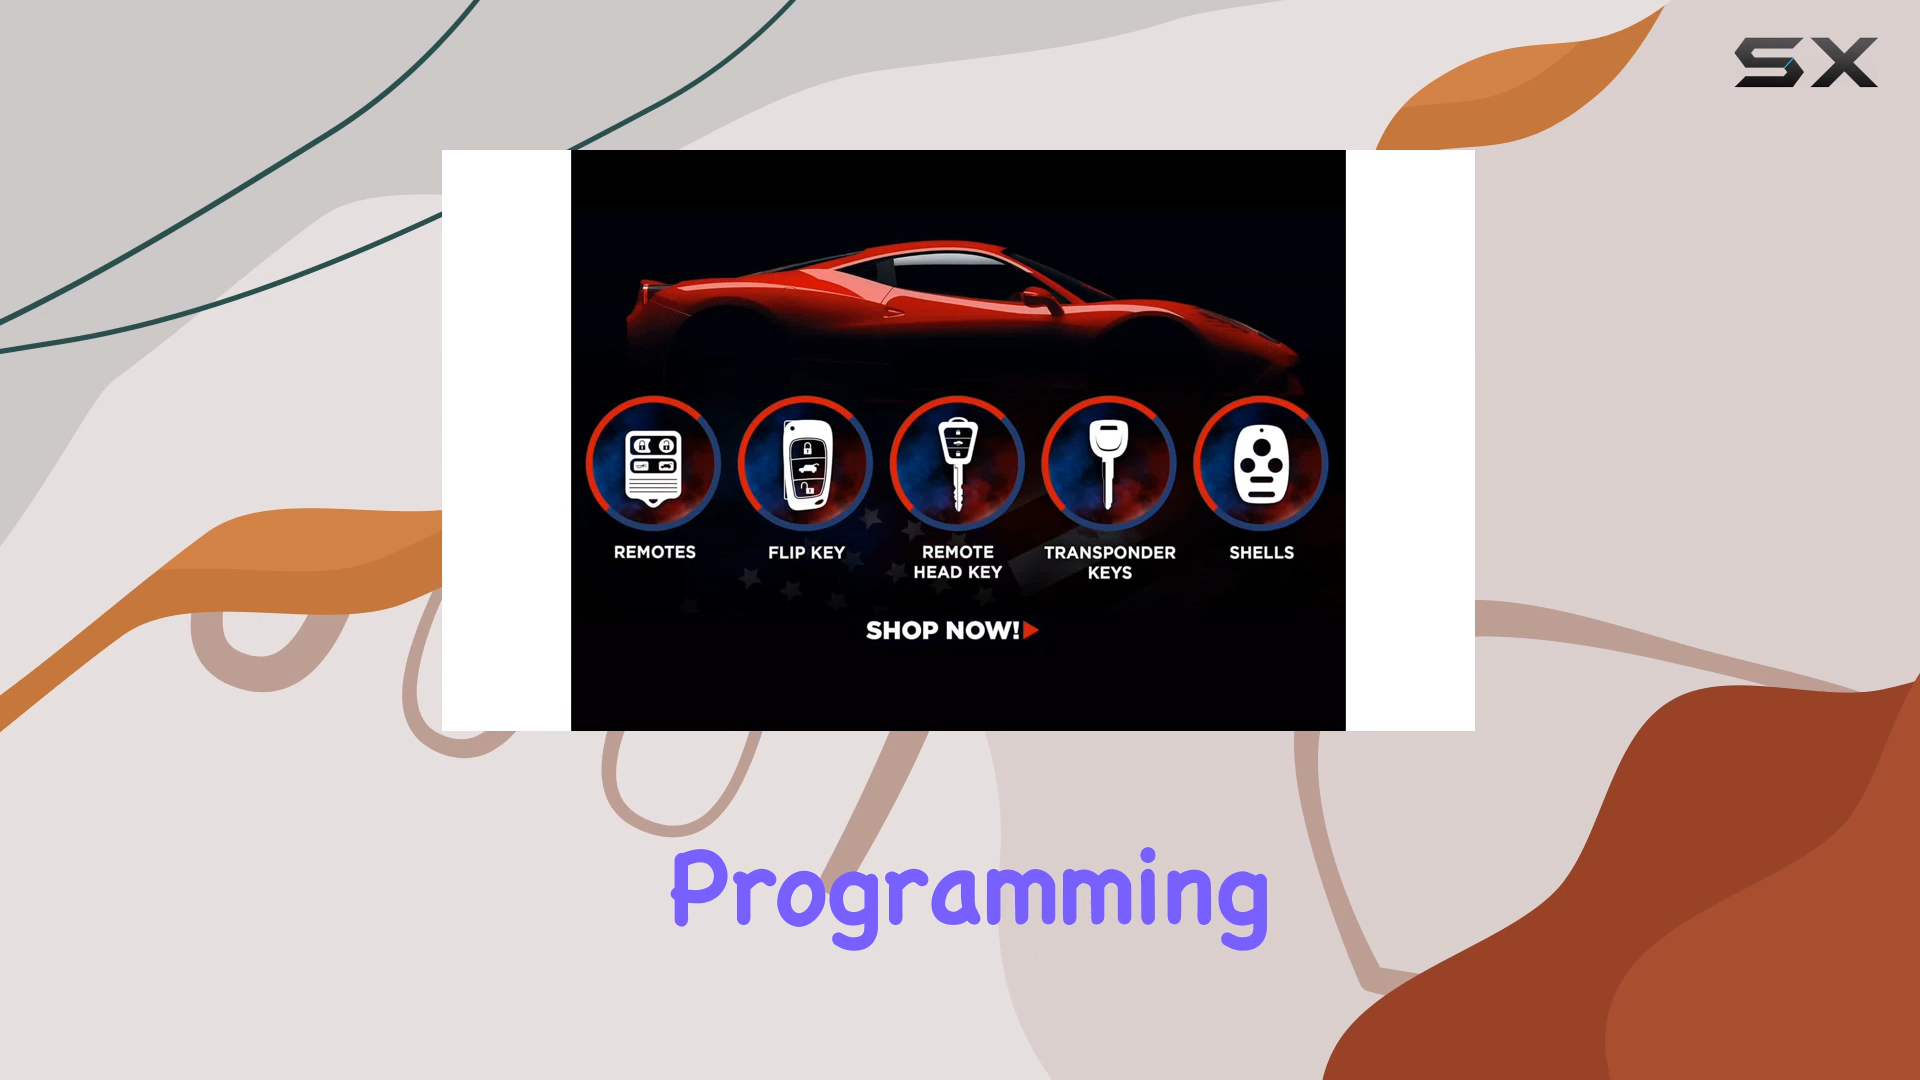 SX
REMOTES
FLIP KEY
REMOTE
HEAD KEY
TRANSPONDER
KEYS
SHELLS
SHOP NOW!
Programming